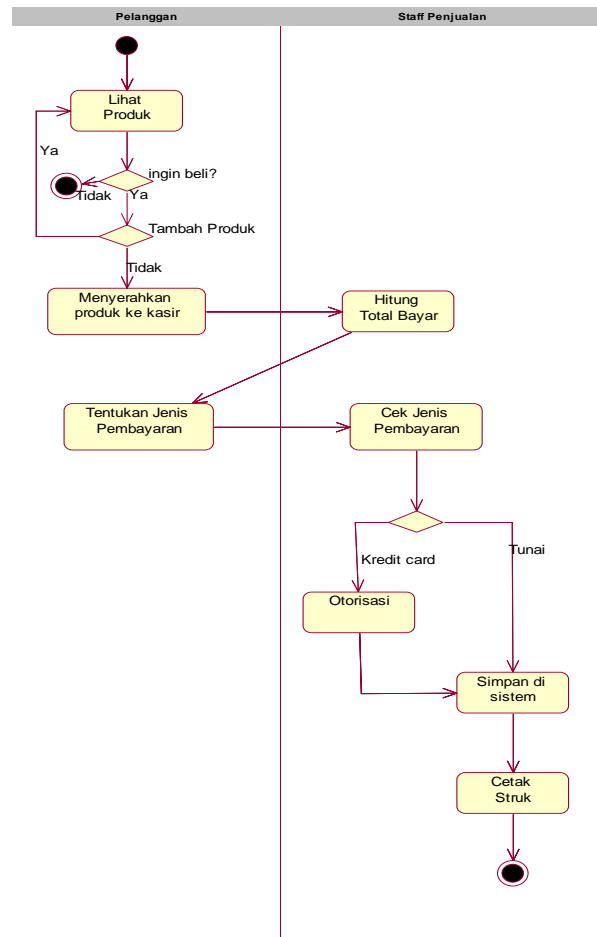 Pelanggan
Staff Penjualan
Lihat
Produk
Ya
ingin beli?
Tidak
Ya
Tambah Produk
Tidak
Menyerahkan
produk ke kasir
Hitung
Total Bayar
Tentukan Jenis
Pembayaran
Cek Jenis
Pembayaran
Kredit card
Tunai
Otorisasi
Simpan di
sistem
Cetak
Struk